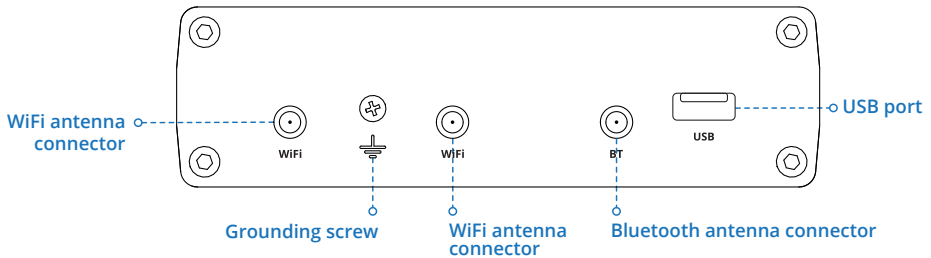 USB port
WiFi antenna
connector
WiFi
WiFi
BT
USB
Grounding screw
WiFi antenna
connector
Bluetooth antenna connector